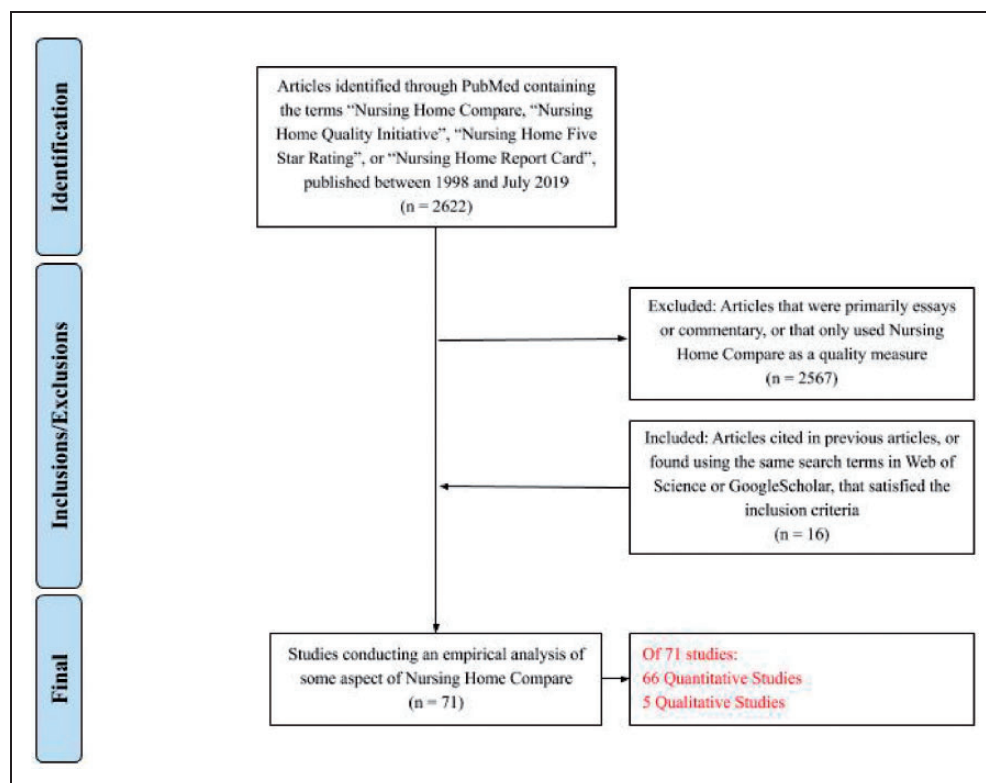 Identification
Articles identified through PubMed containing
the terms “Nursing Home Compare, “Nursing
Home Quality Initiative”, “Nursing Home Five
Star Rating”, or “Nursing Home Report Card”,
published between 1998 and July 2019
(n = 2622)
Inclusions/Exclusions
Excluded: Articles that were primarily essays
or commentary, or that only used Nursing
Home Compare as a quality measure
(n = 2567)
Included: Articles cited in previous articles, or
found using the same search terms in Web of
Science or GoogleScholar, that satisfied the
inclusion criteria
(n = 16)
Final
Studies conducting an empirical analysis of
some aspect of Nursing Home Compare
(n = 71)
Of 71 studies:
66 Quantitative Studies
5 Qualitative Studies